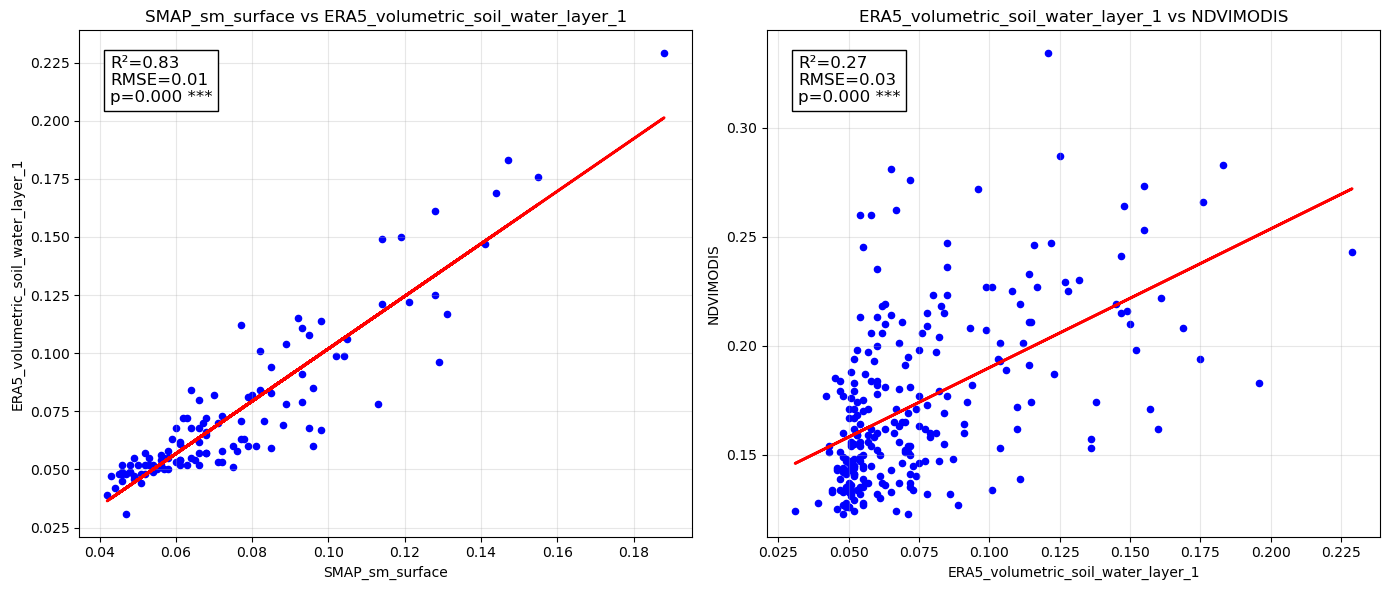 SMAP_sm_surface vs ERA5_volumetric_soil_water_layer_1
R²=0.83
RMSE=0.01
p=0.000 ***
0.225
0.200
0.175
0.150
0.125
0.100
0.075
0.050
0.025
ERA5_volumetric_soil_water_layer_1
0.04 0.06 0.08 0.10 0.12 0.14 0.16 0.18
SMAP_sm_surface
ERA5_volumetric_soil_water_layer_1 vs NDVIMODIS
R²=0.27
RMSE=0.03
p=0.000 ***
0.30
0.25
0.20
0.15
NDVIMODIS
0.025 0.050 0.075 0.100 0.125 0.150 0.175 0.200 0.225
ERA5_volumetric_soil_water_layer_1